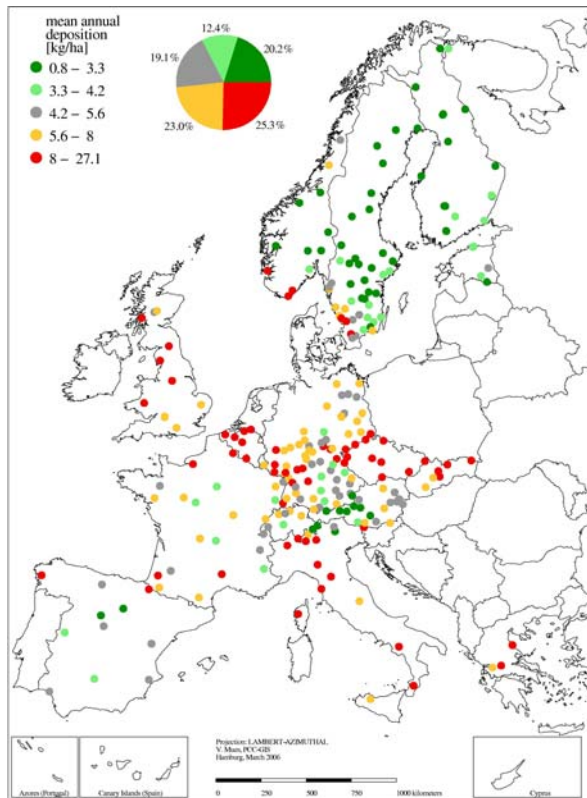 mean annual
deposition
[kg/ha]
0.8 – 3.3
3.3 – 4.2
4.2 – 5.6
5.6 – 8
8 – 27.1
12.4%
19.1%
20.2%
23.0%
25.3%
Projection: LAMBERT-AZIMUTHAL
V. Mues, PCC-GIS
Hamburg, March 2006
0 250 500 750 1000 kilometers
Azores (Portugal)
Canary Islands (Spain)
Cyprus